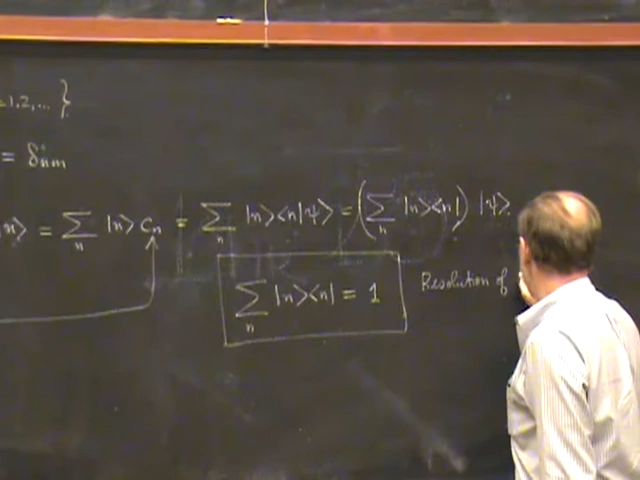 =1,2,... }
= δnm
n> = ∑n |n> Cn = ∑n |n><n|ψ> = (∑n |n><n|) |ψ>.
∑n |n><n| = 1
Resolution of